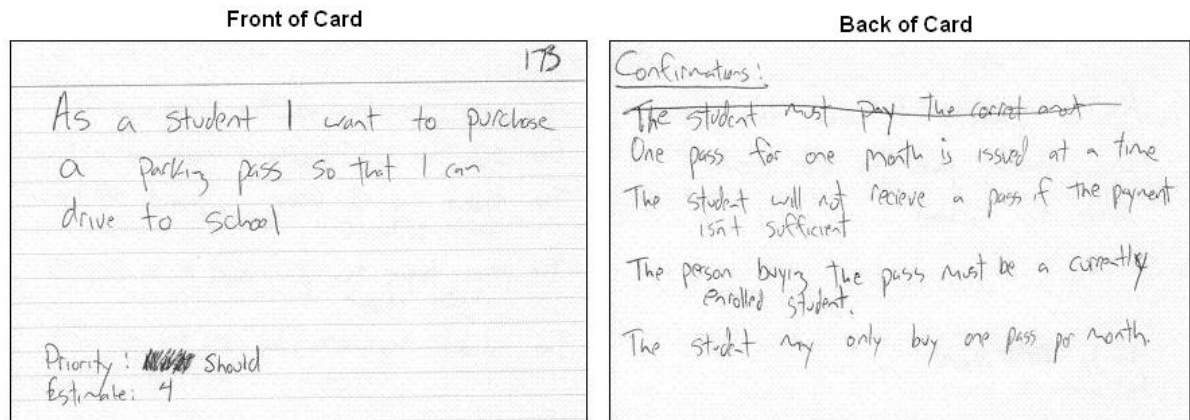 Front of Card
173
As a student I want to purchase
a parking pass so that I can
drive to school
Priority: Should
Estimate: 4
Back of Card
Confirmations:
The student must pay the corret amot
One pass for one month is issued at a time
The student will not recieve a pass if the payment
isn't sufficient
The person buying the pass must be a currently
enrolled student.
The student may only buy one pass per month.